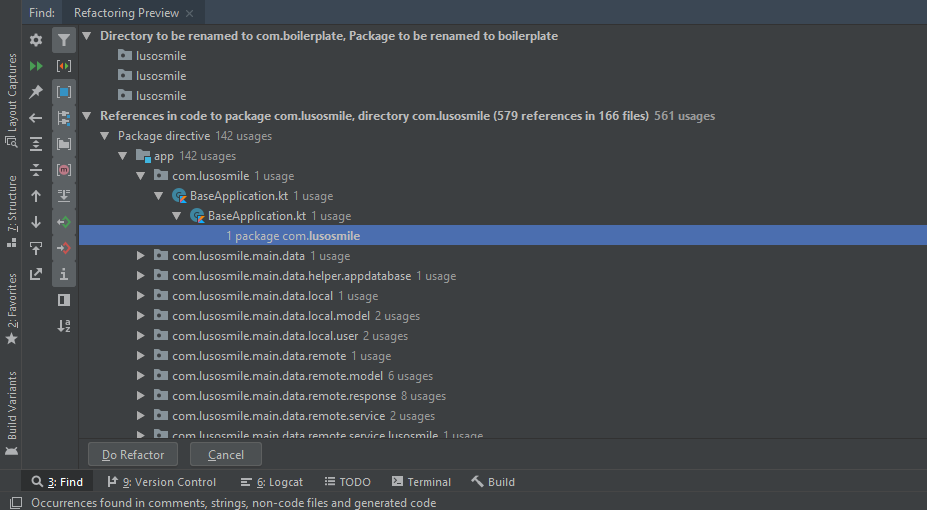 Find: Refactoring Preview
Directory to be renamed to com.boilerplate, Package to be renamed to boilerplate
lusosmile
lusosmile
lusosmile
References in code to package com.lusosmile, directory com.lusosmile (579 references in 166 files) 561 usages
Package directive 142 usages
app 142 usages
com.lusosmile 1 usage
BaseApplication.kt 1 usage
BaseApplication.kt 1 usage
1 package com.lusosmile
com.lusosmile.main.data 1 usage
com.lusosmile.main.data.helper.appdatabase 1 usage
com.lusosmile.main.data.local 1 usage
com.lusosmile.main.data.local.model 2 usages
com.lusosmile.main.data.local.user 2 usages
com.lusosmile.main.data.remote 1 usage
com.lusosmile.main.data.remote.model 6 usages
com.lusosmile.main.data.remote.response 8 usages
com.lusosmile.main.data.remote.service 2 usages
com.lusosmile.main.data.remote.service.lusosmile 1 usage
Layout Captures
7: Structure
2: Favorites
Build Variants
Do Refactor Cancel
3: Find 9: Version Control 6: Logcat TODO Terminal Build
Occurrences found in comments, strings, non-code files and generated code